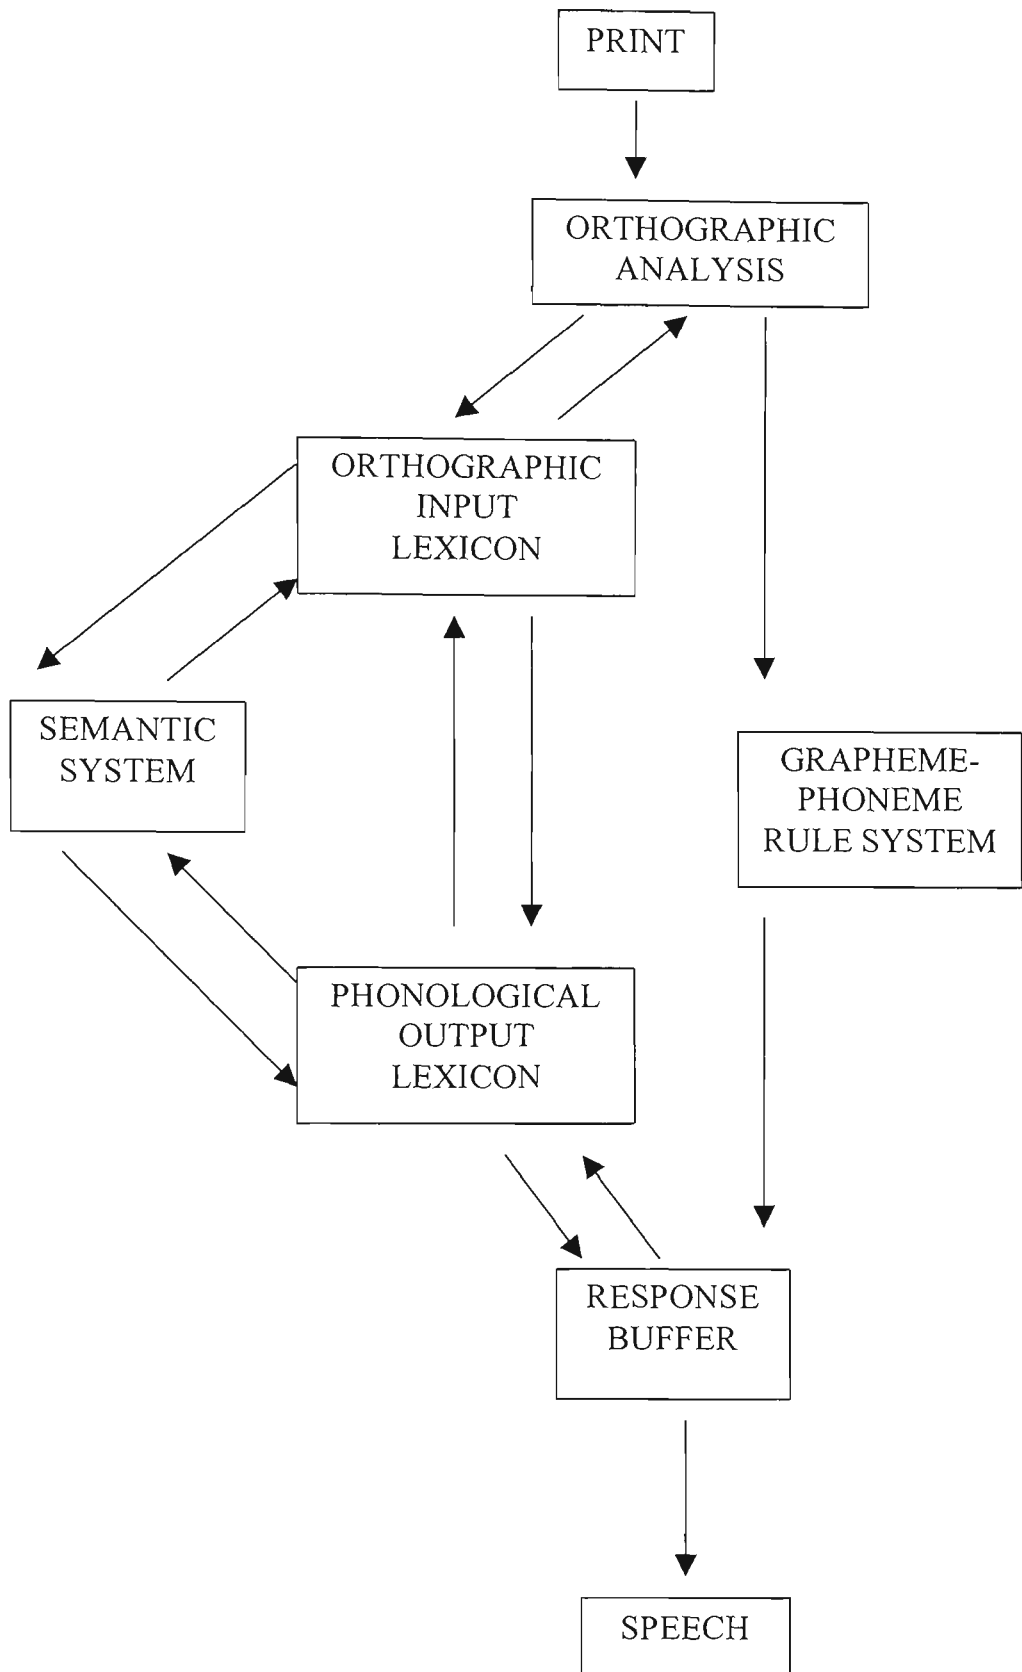 PRINT
ORTHOGRAPHIC
ANALYSIS
ORTHOGRAPHIC
INPUT
LEXICON
SEMANTIC
SYSTEM
GRAPHEME-
PHONEME
RULE SYSTEM
PHONOLOGICAL
OUTPUT
LEXICON
RESPONSE
BUFFER
SPEECH